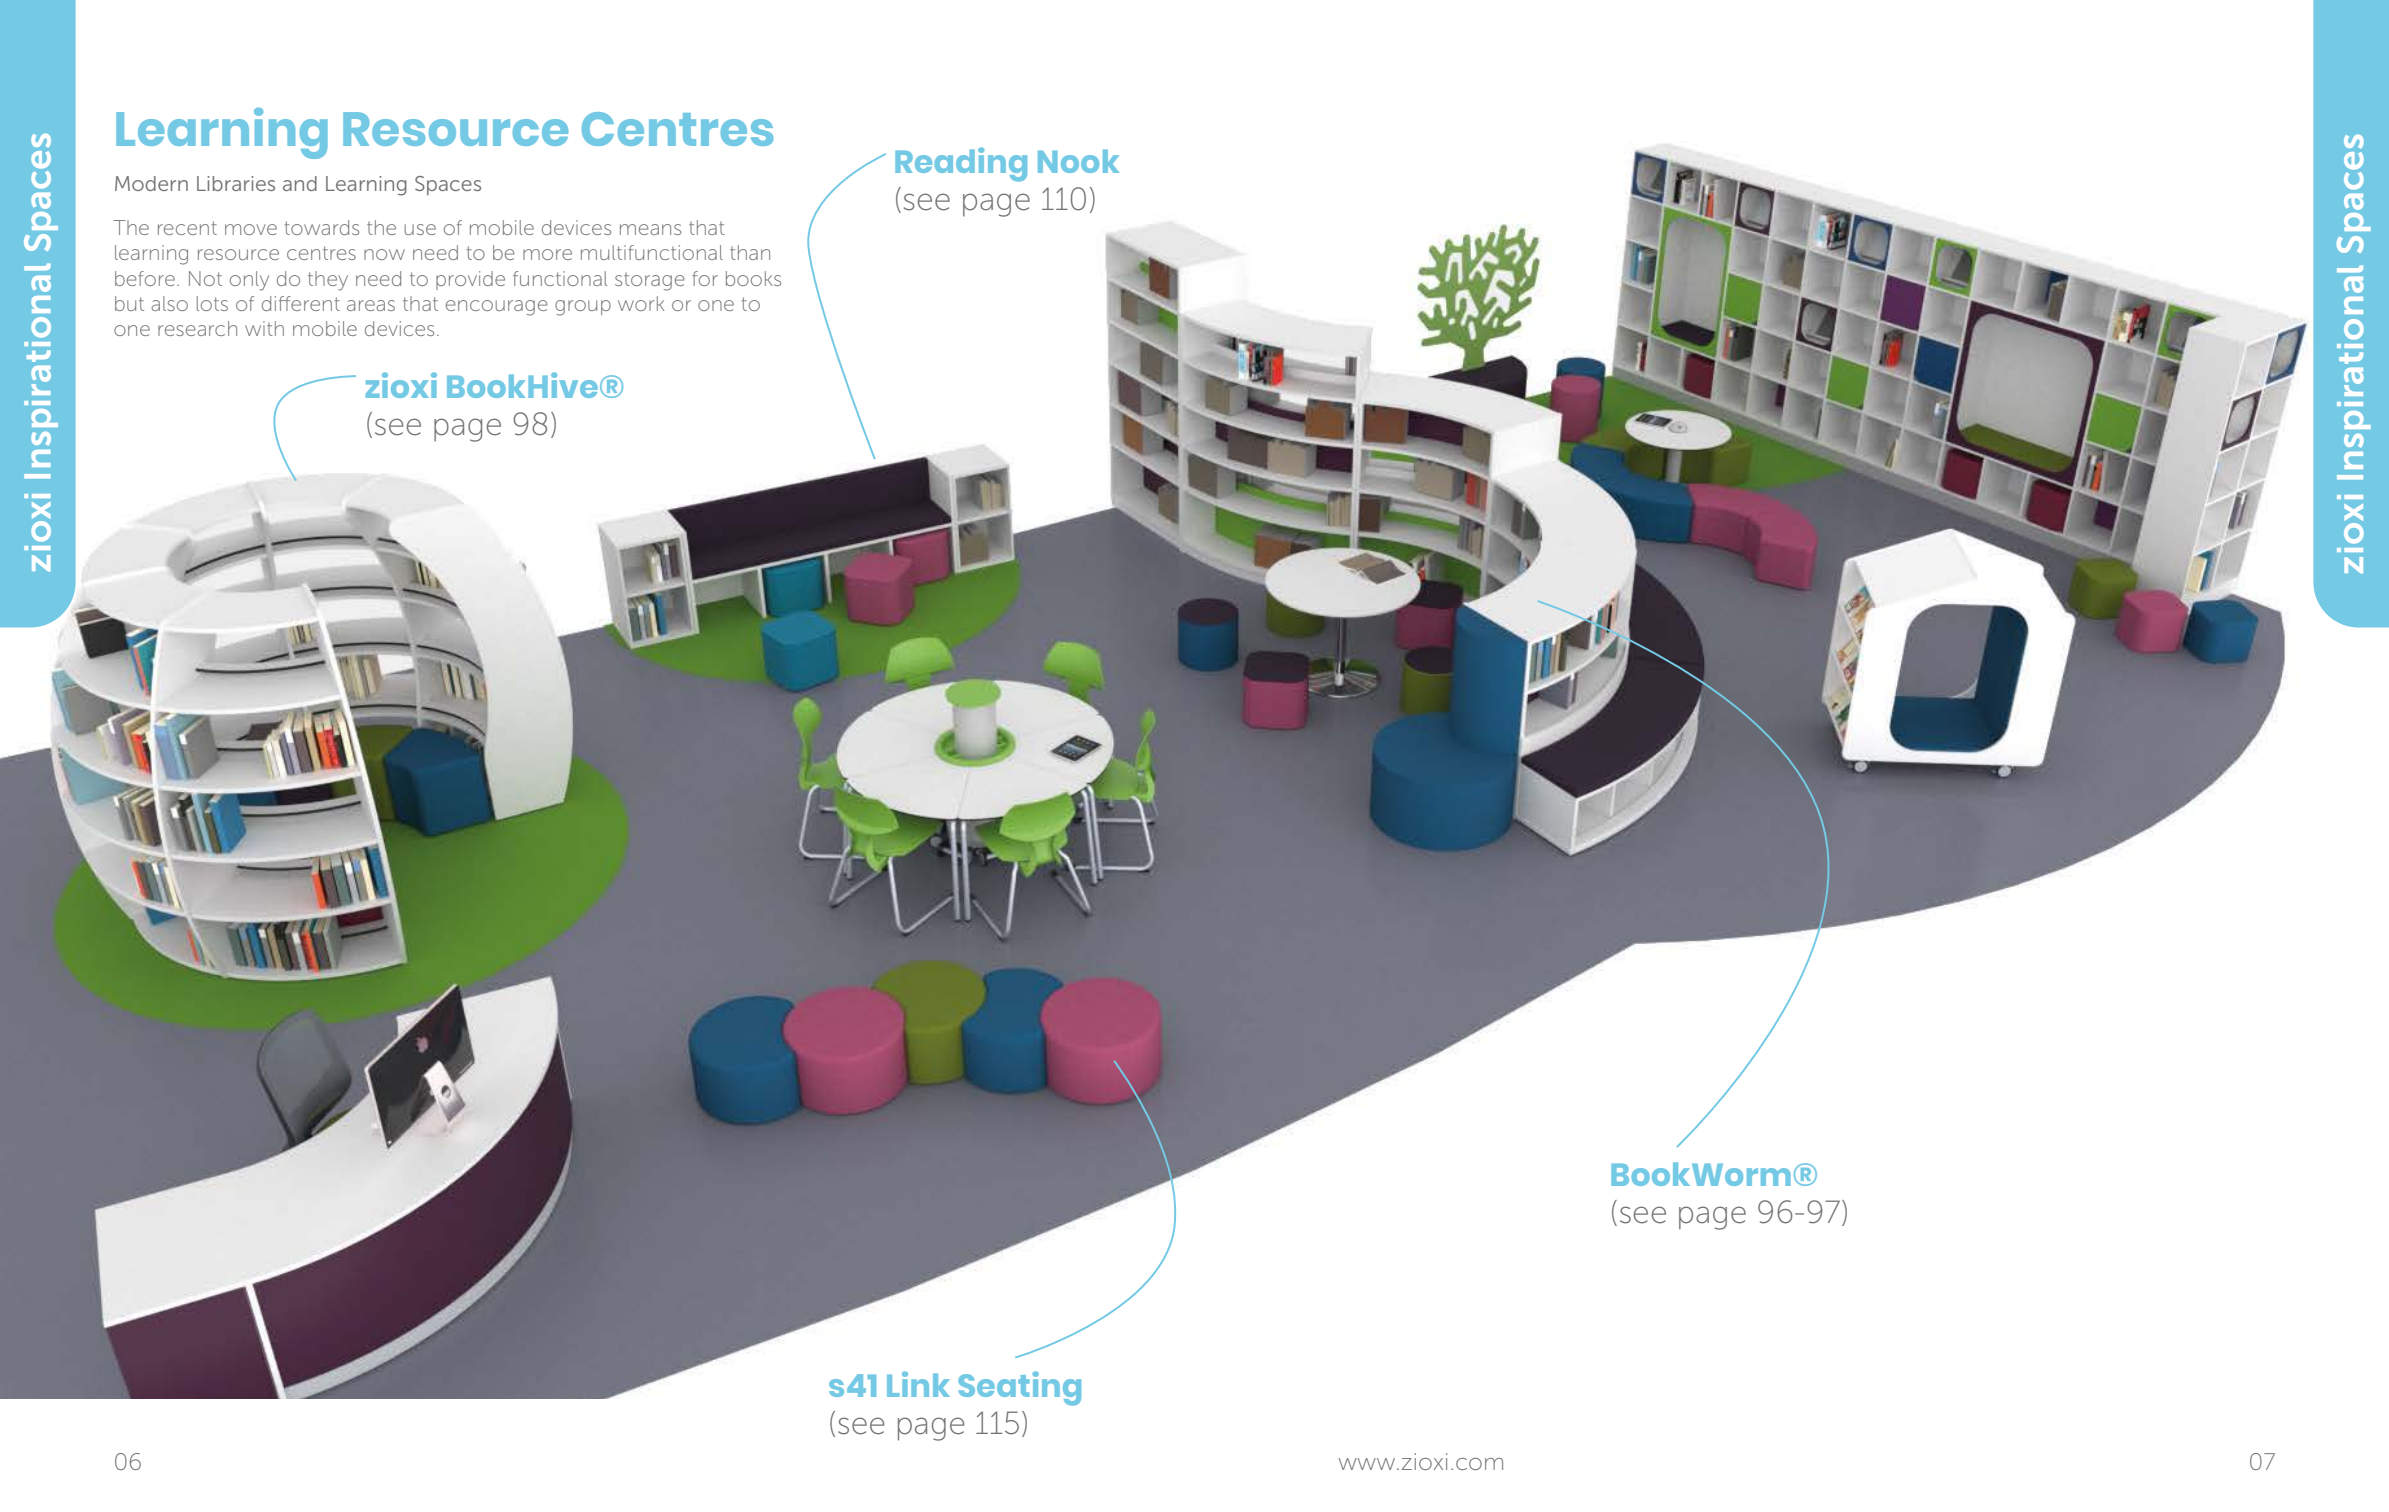 zioxi Inspirational Spaces
Learning Resource Centres
Modern Libraries and Learning Spaces
The recent move towards the use of mobile devices means that
learning resource centres now need to be more multifunctional than
before. Not only do they need to provide functional storage for books
but also lots of different areas that encourage group work or one to
one research with mobile devices.
zioxi BookHive®
(see page 98)
Reading Nook
(see page 110)
BookWorm®
(see page 96-97)
s41 Link Seating
(see page 115)
06
www.zioxi.com
07
zioxi Inspirational Spaces